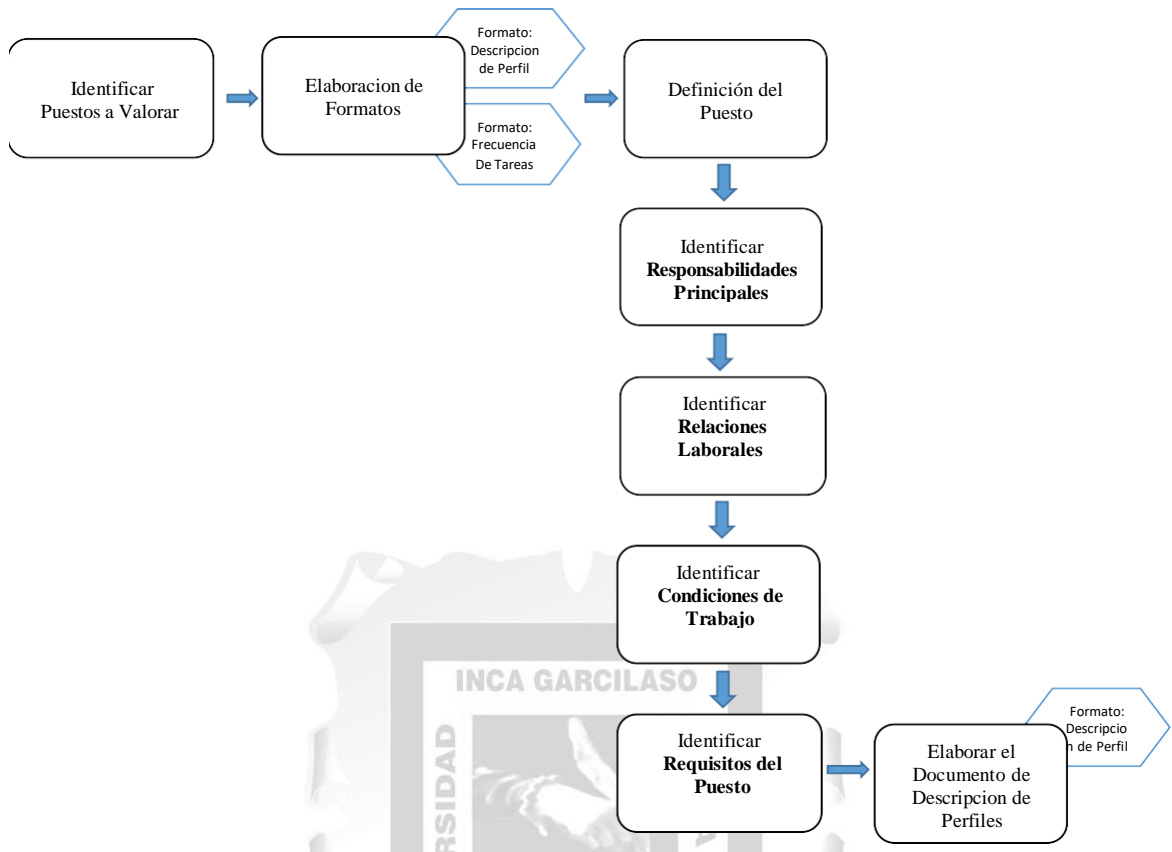 Formato:
Descripcion
de Perfil
Identificar
Puestos a Valorar
Elaboracion de
Formatos
Formato:
Frecuencia
De Tareas
Definición del
Puesto
Identificar
Responsabilidades
Principales
Identificar
Relaciones
Laborales
Identificar
Condiciones de
Trabajo
INCA GARCILASO
RSIDAD
Identificar
Requisitos del
Puesto
Formato:
Descripcio
n de Perfil
Elaborar el
Documento de
Descripcion de
Perfiles